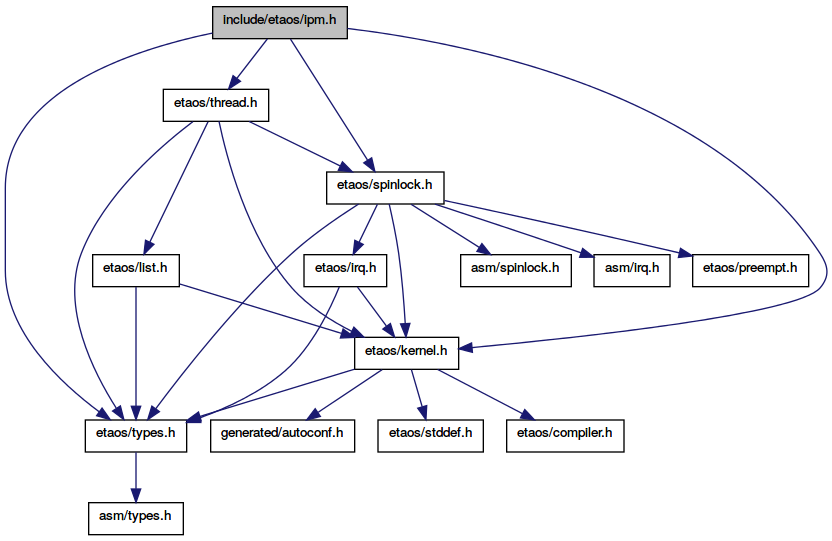 include/etaos/ipm.h
etaos/thread.h
etaos/spinlock.h
etaos/list.h
etaos/irq.h
asm/spinlock.h
asm/irq.h
etaos/preempt.h
etaos/kernel.h
etaos/types.h
generated/autoconf.h
etaos/stddef.h
etaos/compiler.h
asm/types.h